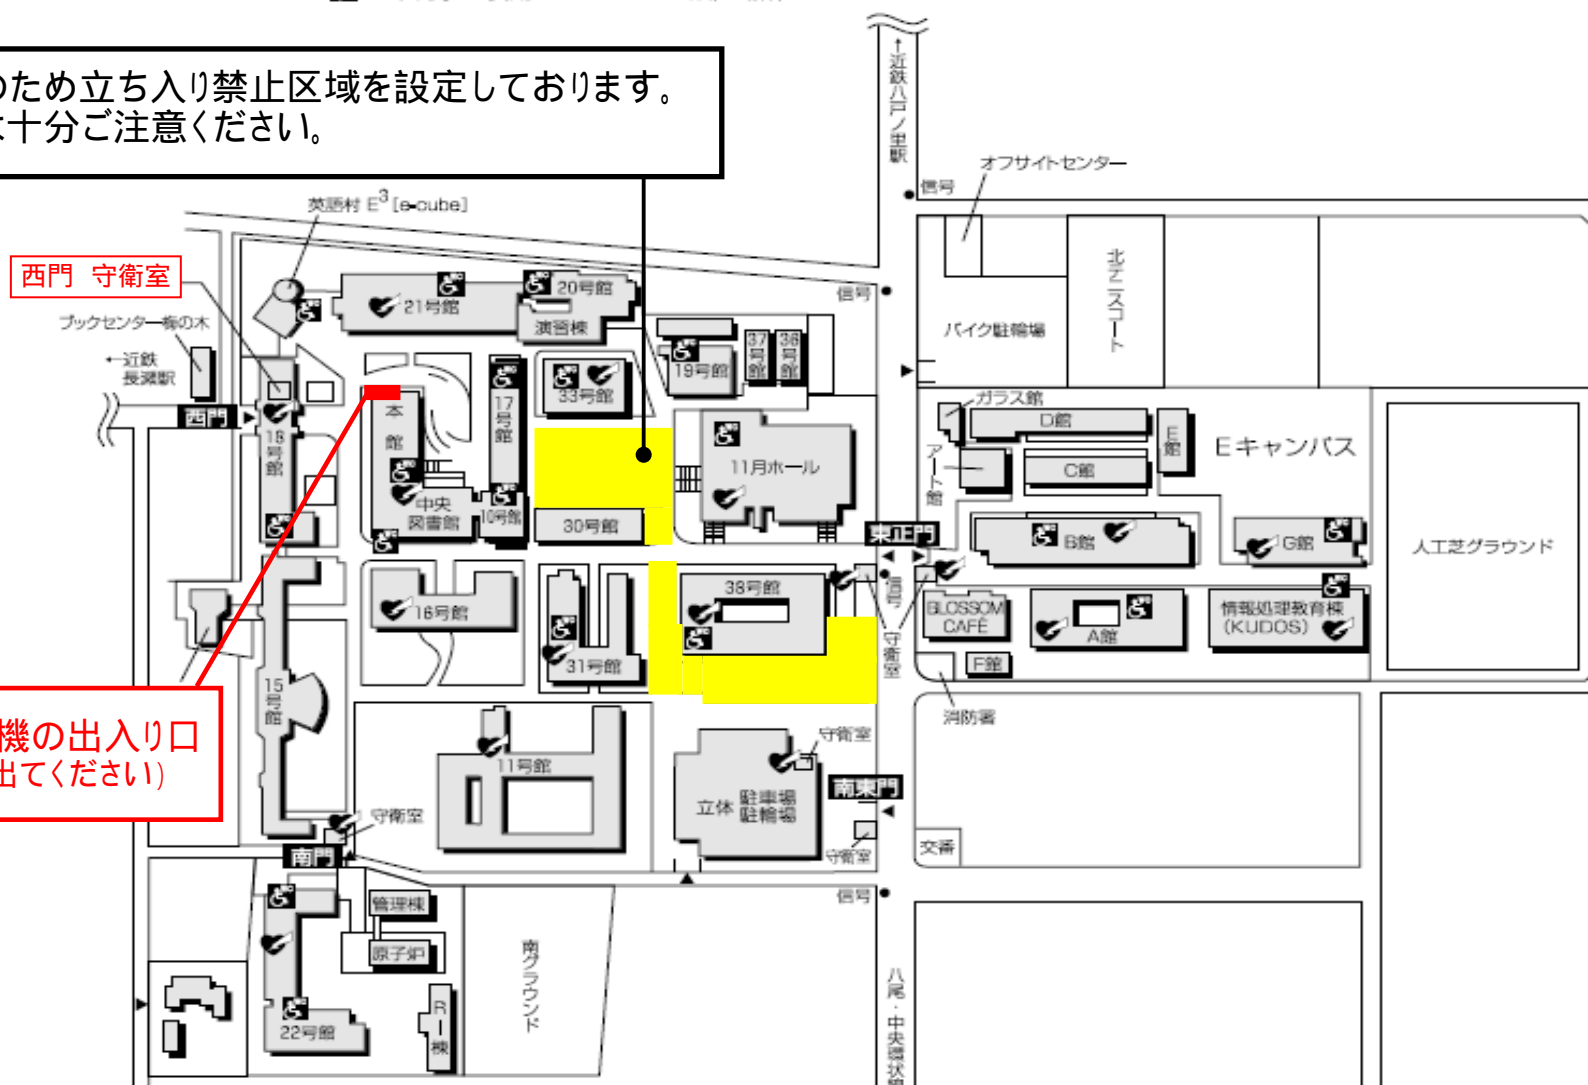 のため立ち入り禁止区域を設定しております。
十分ご注意ください。
←近鉄八戸ノ里駅
オフサイトセンター
信号
英語村 E3 [e-cube]
西門 守衛室
21号館
20号館
演習棟
信号
ブックセンター梅の木
←近鉄
長瀬駅
バイク駐輪場
北テニスコート
19号館
37号館
36号館
33号館
17号館
西門
本館
18号館
ガラス館
D館
E館
Eキャンパス
アート館
C館
11月ホール
中央
図書館
10号館
30号館
東正門
B館
G館
人工芝グラウンド
16号館
31号館
38号館
信号
守衛室
BLOSSOM
CAFÉ
A館
情報処理教育棟
(KUDOS)
F館
消防署
15号館
機の出入り口
出てください)
11号館
守衛室
立体
駐車場
駐輪場
南東門
守衛室
守衛室
南門
交番
信号
管理棟
原子炉
南グラウンド
RI棟
22号館
八尾・中央環状線